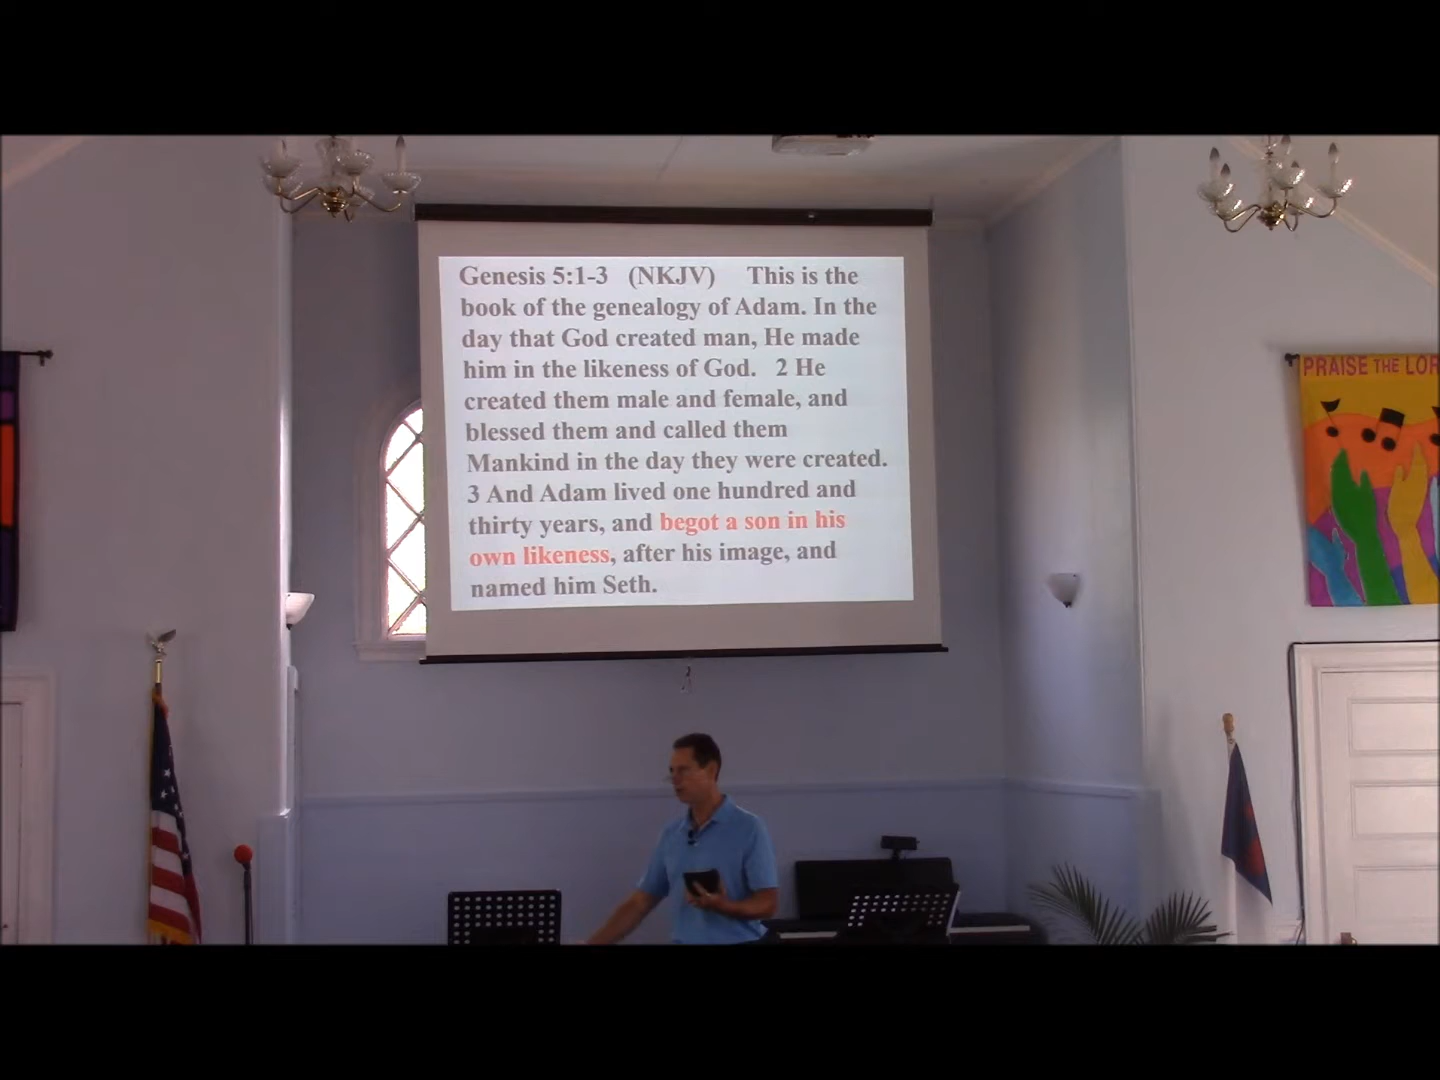 Genesis 5:1-3 (NKJV) This is the
book of the genealogy of Adam. In the
day that God created man, He made
him in the likeness of God. 2 He
created them male and female, and
blessed them and called them
Mankind in the day they were created.
3 And Adam lived one hundred and
thirty years, and begot a son in his
own likeness, after his image, and
named him Seth.
PRAISE THE LOR